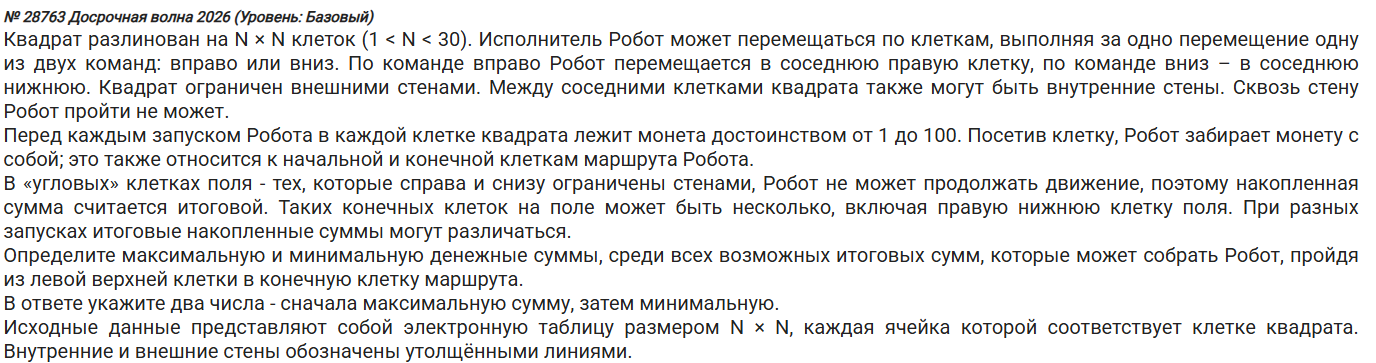 № 28763 Досрочная волна 2026 (Уровень: Базовый)
Квадрат разлинован на N × N клеток (1 < N < 30). Исполнитель Робот может перемещаться по клеткам, выполняя за одно перемещение одну
из двух команд: вправо или вниз. По команде вправо Робот перемещается в соседнюю правую клетку, по команде вниз – в соседнюю
нижнюю. Квадрат ограничен внешними стенами. Между соседними клетками квадрата также могут быть внутренние стены. Сквозь стену
Робот пройти не может.
Перед каждым запуском Робота в каждой клетке квадрата лежит монета достоинством от 1 до 100. Посетив клетку, Робот забирает монету с
собой; это также относится к начальной и конечной клеткам маршрута Робота.
В «угловых» клетках поля - тех, которые справа и снизу ограничены стенами, Робот не может продолжать движение, поэтому накопленная
сумма считается итоговой. Таких конечных клеток на поле может быть несколько, включая правую нижнюю клетку поля. При разных
запусках итоговые накопленные суммы могут различаться.
Определите максимальную и минимальную денежные суммы, среди всех возможных итоговых сумм, которые может собрать Робот, пройдя
из левой верхней клетки в конечную клетку маршрута.
В ответе укажите два числа - сначала максимальную сумму, затем минимальную.
Исходные данные представляют собой электронную таблицу размером N × N, каждая ячейка которой соответствует клетке квадрата.
Внутренние и внешние стены обозначены утолщёнными линиями.